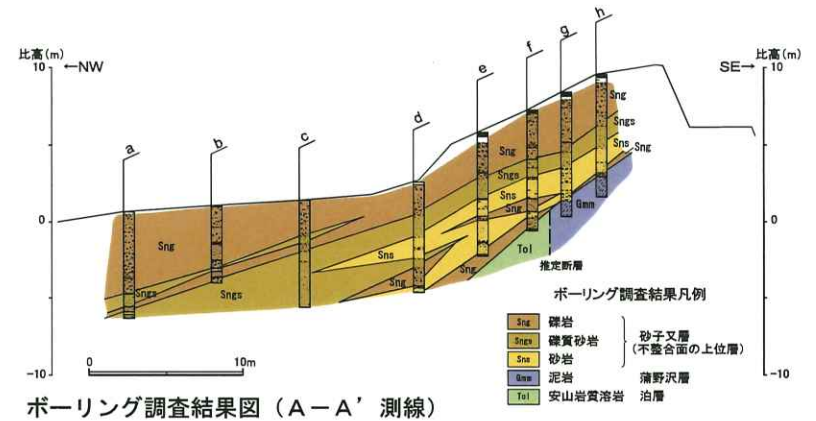 比高(m)
10
←NW
0
-10
a
b
c
d
e
f
g
h
SE→
比高(m)
10
0
-10
Sng
Sngs
Sngs
Sns
Sng
Sng
Sngs
Sns
Sng
Sng
Sng
Sngs
Sns
Sng
Gmm
Tol
推定断層
0 10m
ボーリング調査結果凡例
Sng 礫岩
Sngs 礫質砂岩
Sns 砂岩
砂子又層
(不整合面の上位層)
Gmm 泥岩 蒲野沢層
Tol 安山岩質溶岩 泊層
ボーリング調査結果図(A-A'測線)